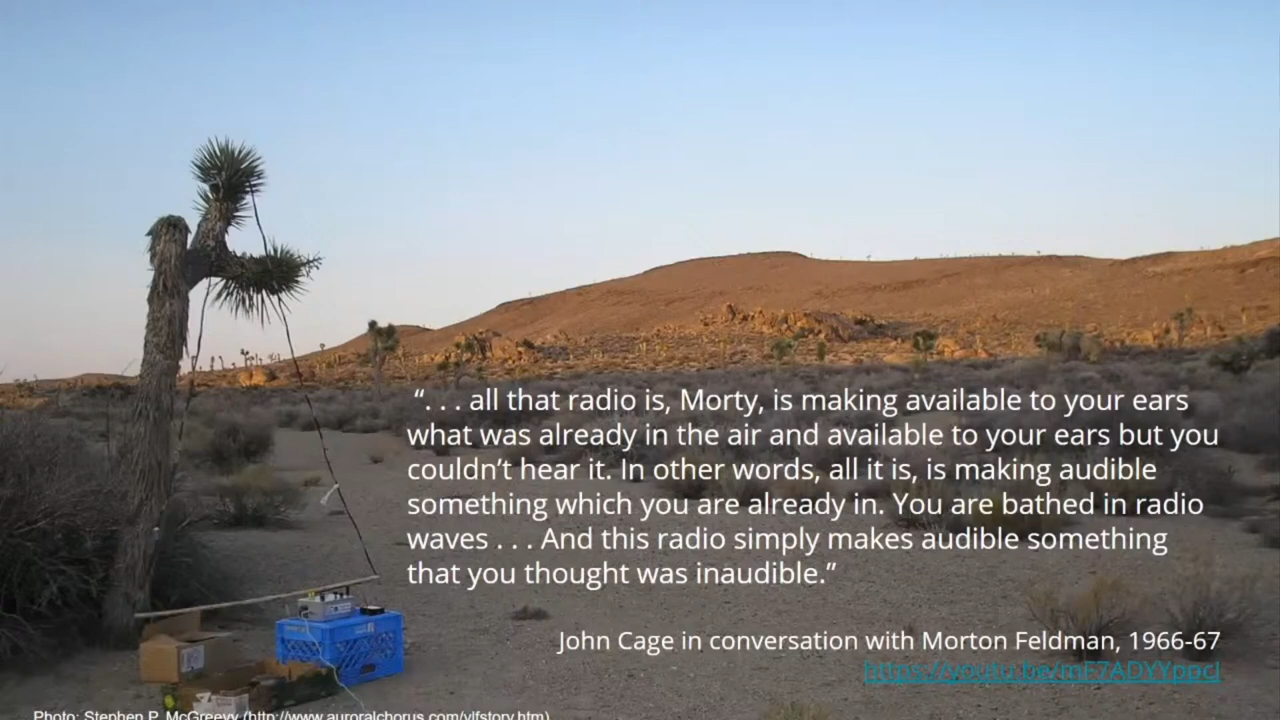 “. . . all that radio is, Morty, is making available to your ears
what was already in the air and available to your ears but you
couldn’t hear it. In other words, all it is, is making audible
something which you are already in. You are bathed in radio
waves . . . And this radio simply makes audible something
that you thought was inaudible.”
John Cage in conversation with Morton Feldman, 1966-67
https://youtu.be/mF7ADYYppcI
Photo: Stephen P. McGreevy (http://www.auroralchorus.com/vlfstory.htm)